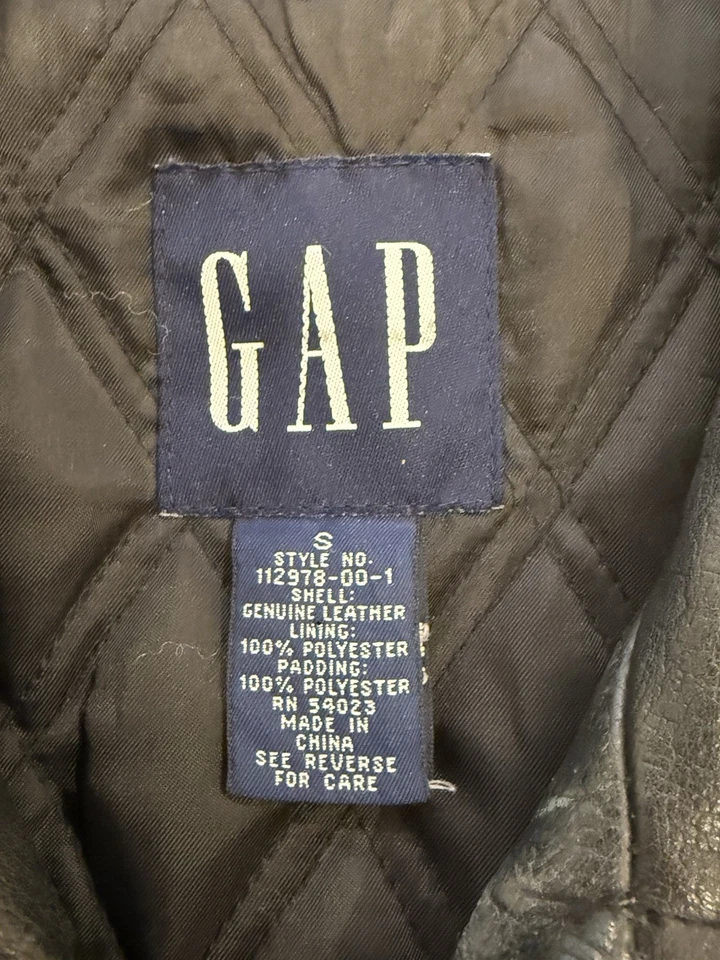 GAP
S
STYLE NO.
112978-00-1
SHELL:
GENUINE LEATHER
LINING:
100% POLYESTER
PADDING:
100% POLYESTER
RN 54023
MADE IN
CHINA
SEE REVERSE
FOR CARE